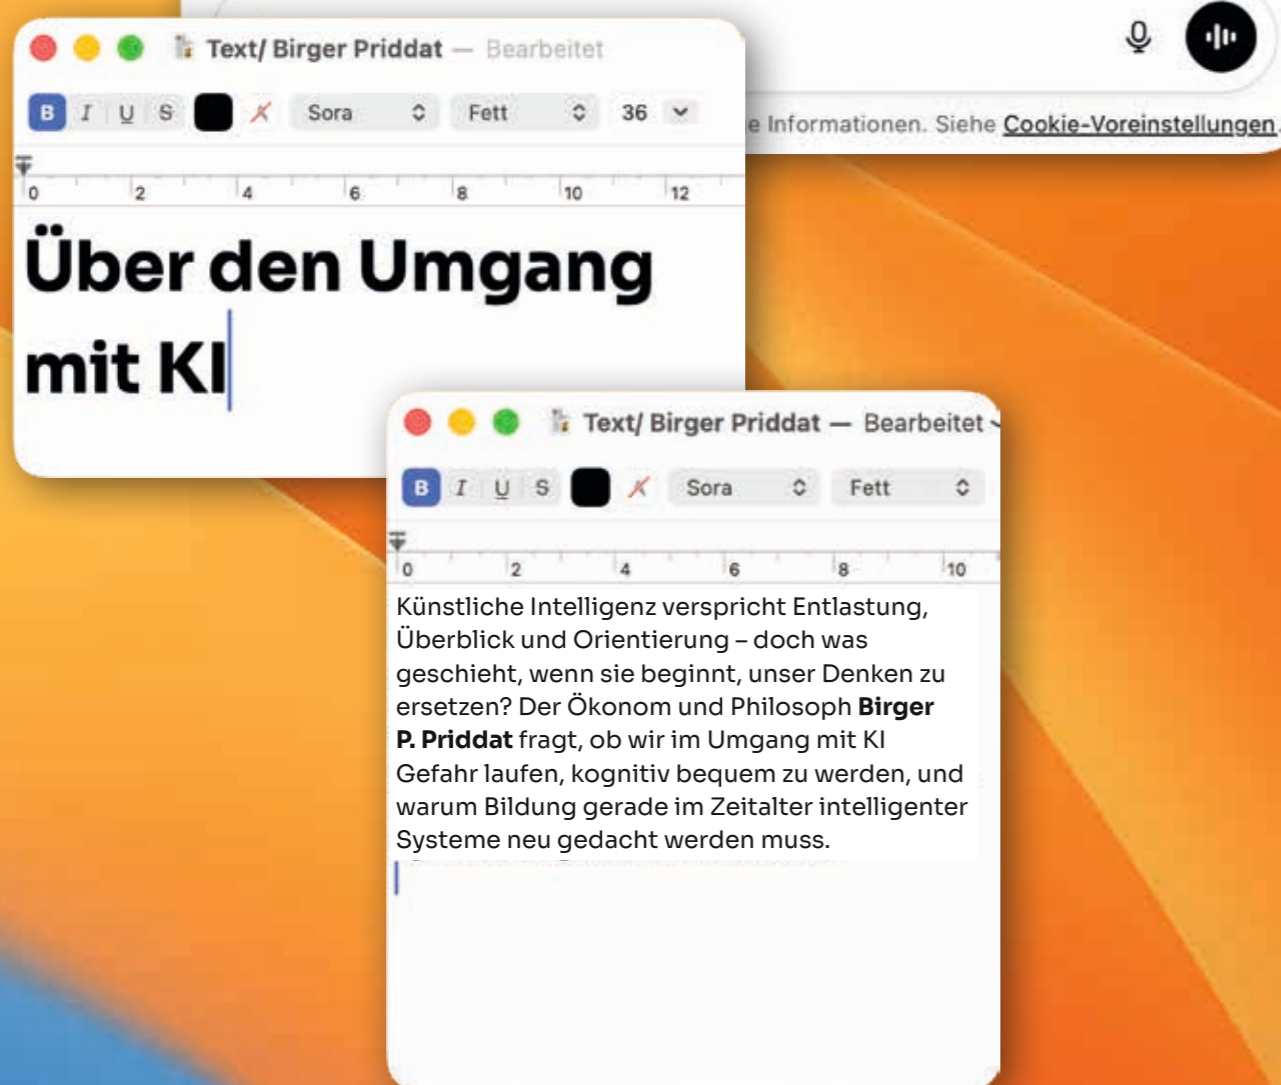 Text/ Birger Priddat — Bearbeitet
B I U S Sora Fett 36
0 2 4 6 8 10 12
e Informationen. Siehe Cookie-Voreinstellungen.
Über den Umgang
mit KI
Text/ Birger Priddat — Bearbeitet
B I U S Sora Fett
0 2 4 6 8 10
Künstliche Intelligenz verspricht Entlastung,
Überblick und Orientierung – doch was
geschieht, wenn sie beginnt, unser Denken zu
ersetzen? Der Ökonom und Philosoph Birger
P. Priddat fragt, ob wir im Umgang mit KI
Gefahr laufen, kognitiv bequem zu werden, und
warum Bildung gerade im Zeitalter intelligenter
Systeme neu gedacht werden muss.